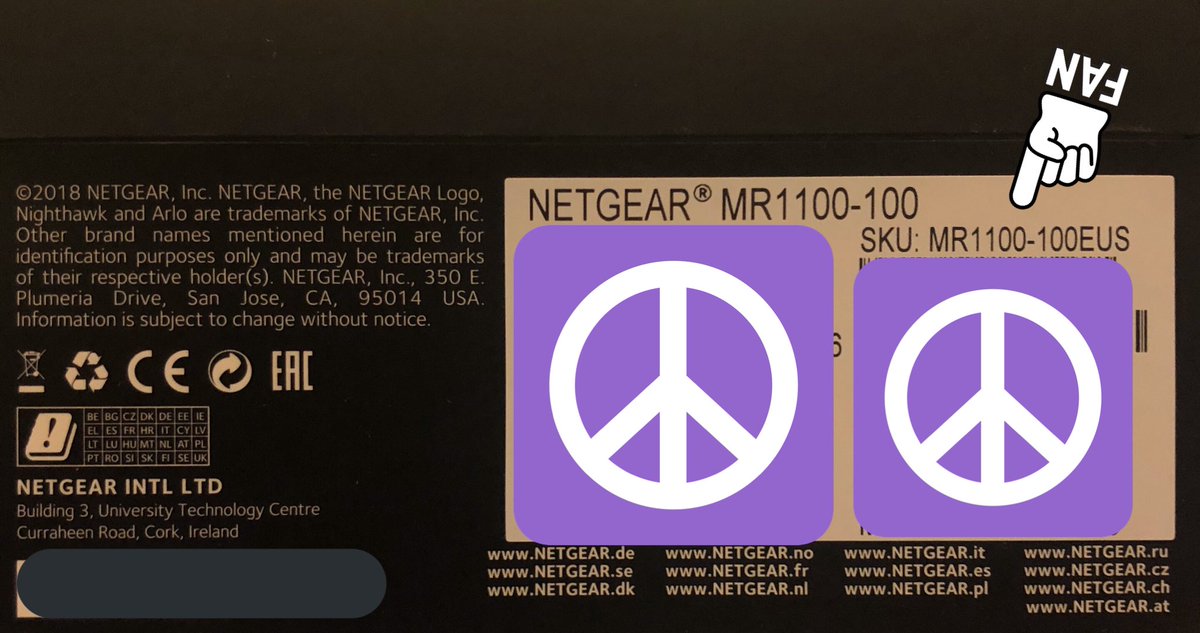 FAN
©2018 NETGEAR, Inc. NETGEAR, the NETGEAR Logo,
Nighthawk and Arlo are trademarks of NETGEAR, Inc.
Other brand names mentioned herein are for
identification purposes only and may be trademarks
of their respective holder(s). NETGEAR, Inc., 350 E.
Plumeria Drive, San Jose, CA, 95014 USA.
Information is subject to change without notice.
CE EAC
BE BG CZ DK DE EE IE
EL ES FR HR IT CY LV
LT LU HU MT NL AT PL
PT RO SI SK FI SE UK
NETGEAR INTL LTD
Building 3, University Technology Centre
Curraheen Road, Cork, Ireland
NETGEAR® MR1100-100
SKU: MR1100-100EUS
6
www.NETGEAR.de www.NETGEAR.no www.NETGEAR.it www.NETGEAR.ru
www.NETGEAR.se www.NETGEAR.fr www.NETGEAR.es www.NETGEAR.cz
www.NETGEAR.dk www.NETGEAR.nl www.NETGEAR.pl www.NETGEAR.ch
www.NETGEAR.at